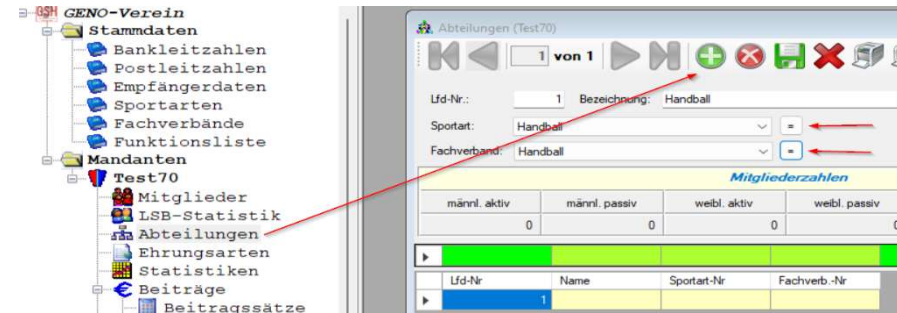 GSH GENO-Verein
Stammdaten
Bankleitzahlen
Postleitzahlen
Empfängerdaten
Sportarten
Fachverbände
Funktionsliste
Mandanten
Test70
Mitglieder
LSB-Statistik
Abteilungen
Ehrungsarten
Statistiken
Beiträge
Beitragssätze
Abteilungen (Test70)
1 von 1
Lfd-Nr.: 1 Bezeichnung: Handball
Sportart: Handball =
Fachverband: Handball =
Mitgliederzahlen
männl. aktiv männl. passiv weibl. aktiv weibl. passiv
0 0 0 0
Lfd-Nr Name Sportart-Nr Fachverb.-Nr
1